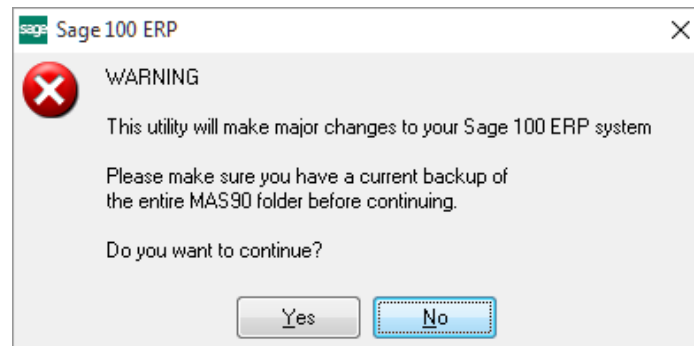 sage Sage 100 ERP
WARNING
This utility will make major changes to your Sage 100 ERP system
Please make sure you have a current backup of
the entire MAS90 folder before continuing.
Do you want to continue?
Yes No